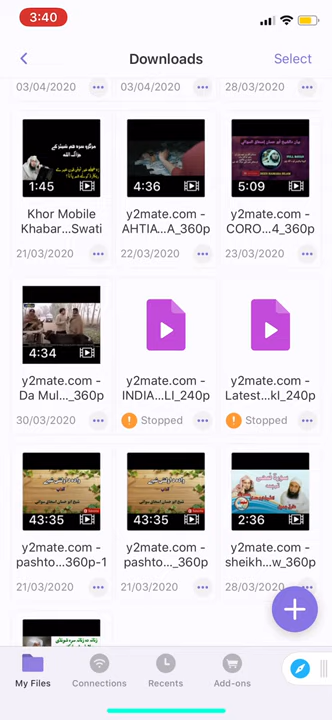 3:40
Downloads
Select
03/04/2020
03/04/2020
28/03/2020
1:45
4:36
5:09
Khor Mobile
Khabar...Swati
y2mate.com -
AHTIA...A_360p
y2mate.com -
CORO...4_360p
21/03/2020
22/03/2020
23/03/2020
4:34
y2mate.com -
Da Mul..._360p
y2mate.com -
INDIA...LI_240p
y2mate.com -
Latest...kl_240p
30/03/2020
Stopped
Stopped
43:35
43:35
2:36
y2mate.com -
pashto...360p-1
y2mate.com -
pashto..._360p
y2mate.com -
sheikh...w_360p
21/03/2020
21/03/2020
28/03/2020
My Files
Connections
Recents
Add-ons